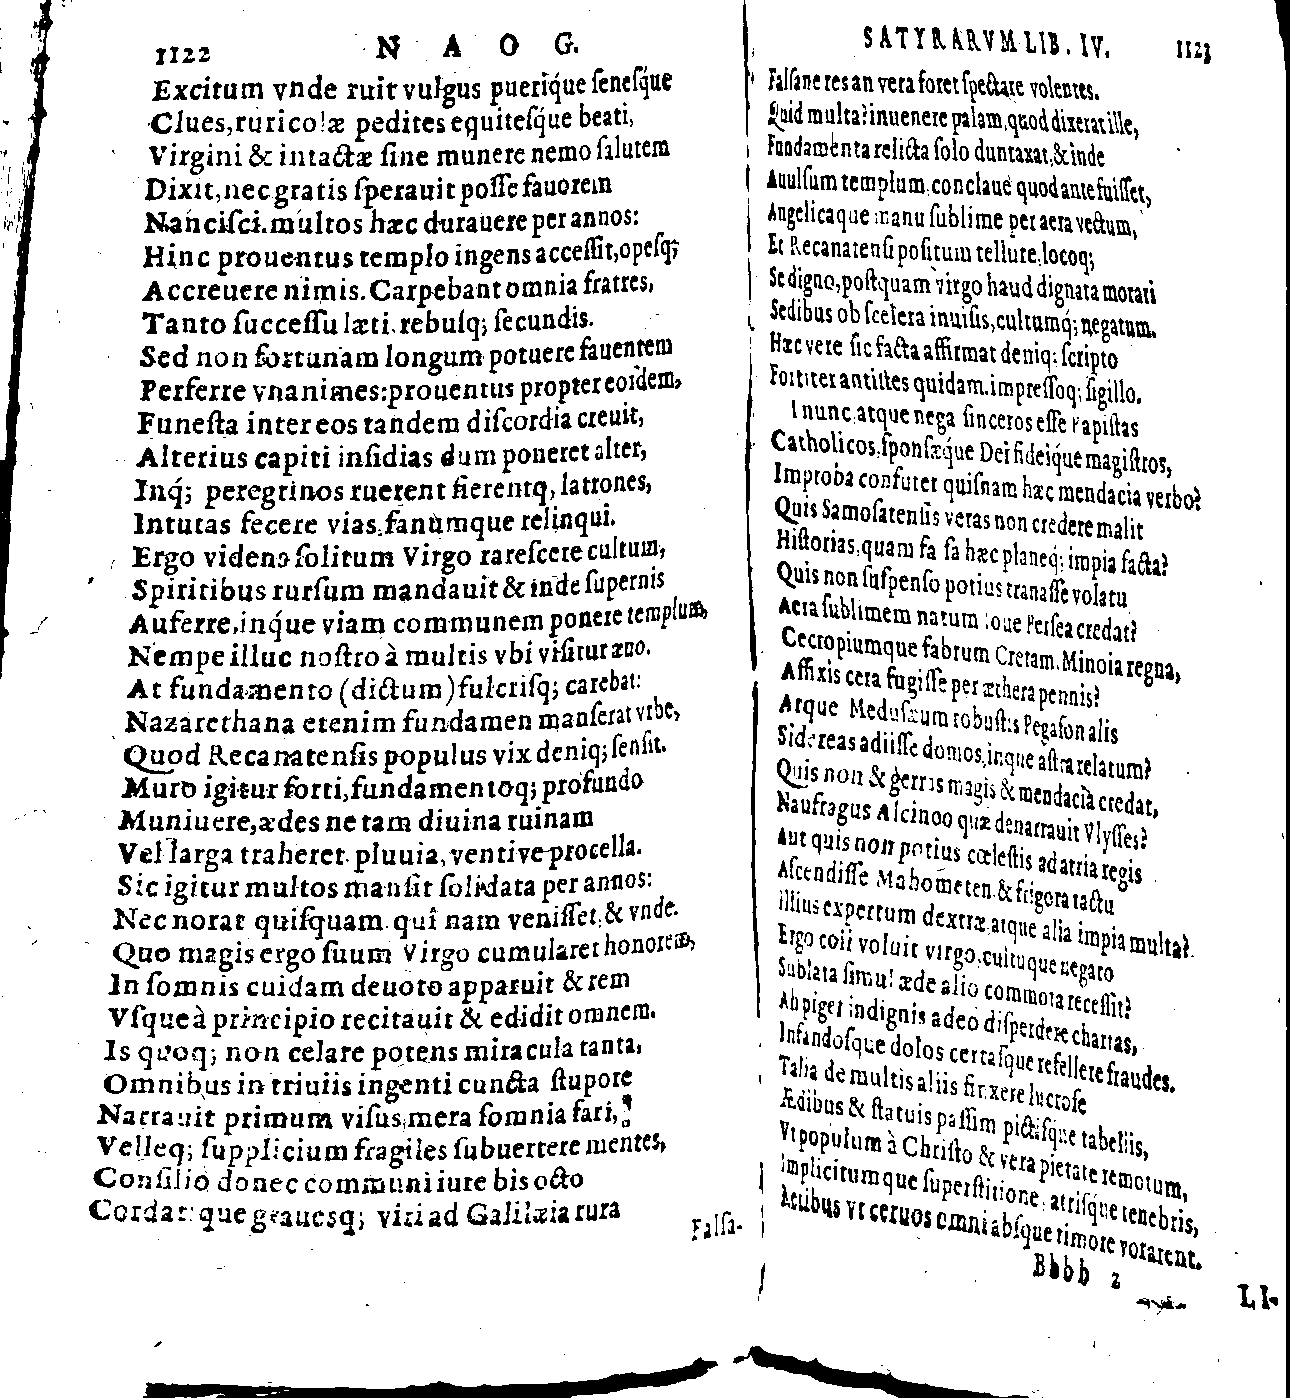 1122 N A O G.
Excitum vnde ruit vulgus pueriq́ue ſeneſq́ue
Clues, ruricolæ pedites equiteſq́ue beati,
Virgini & intactæ ſine munere nemo ſalutem
Dixit, nec gratis ſperauit poſſe fauorem
Nanciſci. multos hæc durauere per annos:
Hinc prouentus templo ingens acceſſit, opeſq;
Accreuere nimis. Carpebant omnia fratres,
Tanto ſucceſſu læti, rebuſq; ſecundis.
Sed non fortunam longum potuere fauentem
Perferre vnanimes: prouentus propter eoſdem,
Funeſta inter eos tandem diſcordia creuit,
Alterius capiti inſidias dum poneret alter,
Inq́; peregrinos ruerent fierentq, latrones,
Intutas fecere vias, fanumque relinqui.
Ergo videns ſolitum Virgo rareſcere cultum,
Spiritibus rurſum mandauit & inde ſupernis
Auferre, inq́ue viam communem ponere templum,
Nempe illuc noſtro à multis vbi viſitur æuo.
At fundamento (dictum) fulcriſq; carebat:
Nazarethana etenim fundamen manſerat vrbe,
Quod Recanatenſis populus vix deniq; ſenſit.
Muro igitur forti, fundamentoq; profundo
Muniuere, ædes ne tam diuina ruinam
Vel larga traheret pluuia, ventive procella.
Sic igitur multos manſit ſolidata per annos:
Nec norat quiſquam qui nam veniſſet, & vnde.
Quo magis ergo ſuum Virgo cumularet honorem,
In ſomnis cuidam deuoto apparuit & rem
Vſque à principio recitauit & edidit omnem.
Is quoq; non celare potens miracula tanta,
Omnibus in triuiis ingenti cuncta ſtupore
Narrauit primum viſus, mera ſomnia fari,
Velleq; ſupplicium fragiles ſubuertere mentes,
Conſilio donec communi iure bis octo
Cordatique grauesq; viri ad Galilæia rura
Falſa-
SATYRARVM LIB. IV. 1123
Falſane res an vera foret ſpectare volentes.
Quid multa? inuenere palam, quod dixerat ille,
Fundamenta relicta ſolo duntaxat, & inde
Auulſum templum, conclaue quod ante fuiſſet,
Angelicaque manu ſublime per aera vectum,
Et Recanatenſi poſitum tellure, locoq;
Se digno, poſtquam virgo haud dignata morari
Sedibus ob ſcelera inuiſis, cultumq́; negatum.
Hæc vere ſic facta affirmat deniq; ſcripto
Fortiter antiſtes quidam, impreſſoq; ſigillo.
I nunc atque nega ſinceros eſſe Papiſtas
Catholicos, ſponſæq́ue Dei fideiq́ue magiſtros,
Improba confutet quiſnam hæc mendacia verbo?
Quis Samoſatenſis veras non credere malit
Hiſtorias, quam falſa hæc planeq; impia facta?
Quis non ſuſpenſo potius tranaſſe volatu
Aera ſublimem natum Ioue Perſea credat?
Cecropiumque fabrum Cretam, Minoia regna,
Affixis cera fugiſſe per æthera pennis?
Atque Meduſæum robuſtis Pegaſon alis
Sidereas adiiſſe domos, inque aſtra relatum?
Quis non & gerris magis & mendacia credat,
Naufragus Alcinoo quæ denarrauit Vlyſſes?
Aut quis non potius cœleſtis ad atria regis
Aſcendiſſe Mahometen, & frigora tactu
Illius expertum dextræ, atque alia impia multa?
Ergo coli voluit virgo, cultuque negato
Sublata ſimul æde alio commota receſſit?
Ah piget indignis adeo diſperdere chartas,
Infandoſque dolos certaſque refellere fraudes.
Talia de multis aliis finxere lucroſe
Ædibus & ſtatuis paſſim pictiſque tabellis,
Vt populum à Chriſto & vera pietate remotum,
Implicitumque ſuperſtitione, atriſq́ue tenebris,
Actibus vt ceruos omni abſque timore vorarent.
Bbbb 2
LI-